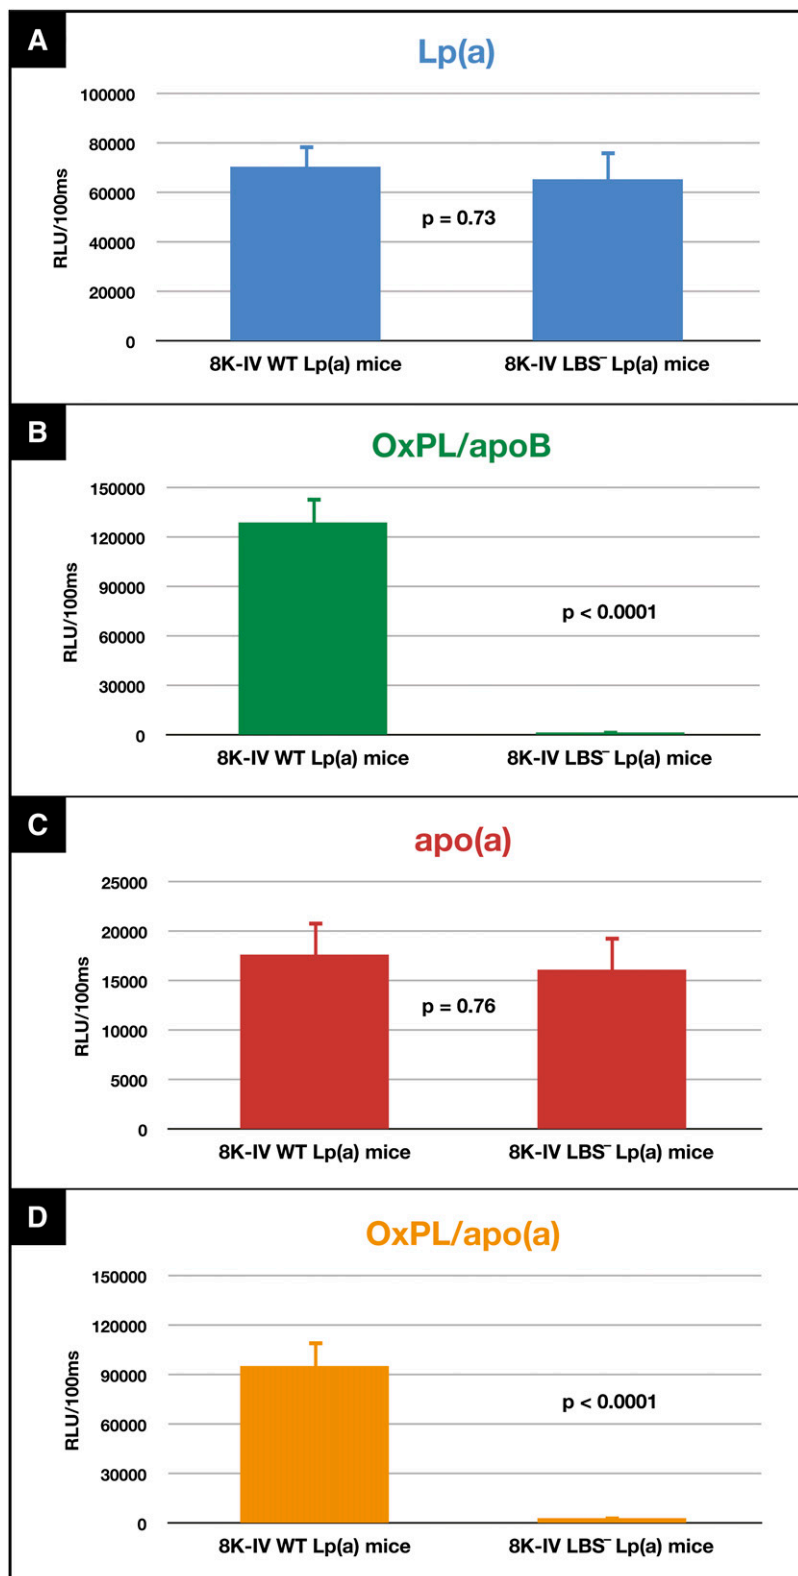 A
Lp(a)
100000
80000
60000
40000
20000
0
RLU/100ms
p = 0.73
8K-IV WT Lp(a) mice
8K-IV LBS⁻ Lp(a) mice
B
OxPL/apoB
150000
120000
90000
60000
30000
0
RLU/100ms
p < 0.0001
8K-IV WT Lp(a) mice
8K-IV LBS⁻ Lp(a) mice
C
apo(a)
25000
20000
15000
10000
5000
0
RLU/100ms
p = 0.76
8K-IV WT Lp(a) mice
8K-IV LBS⁻ Lp(a) mice
D
OxPL/apo(a)
150000
120000
90000
60000
30000
0
RLU/100ms
p < 0.0001
8K-IV WT Lp(a) mice
8K-IV LBS⁻ Lp(a) mice